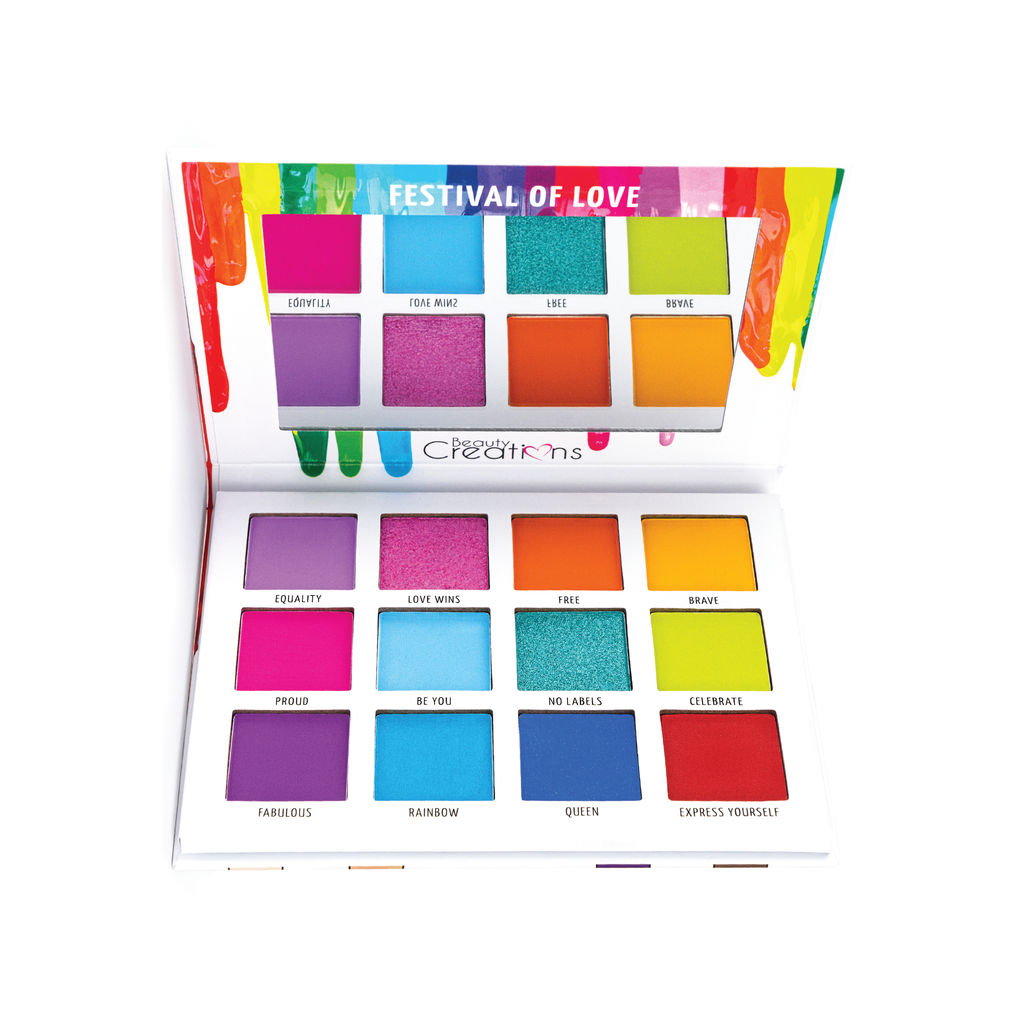 FESTIVAL OF LOVE
EQUALITY LOVE WINS FREE BRAVE
Beauty
Creations
EQUALITY LOVE WINS FREE BRAVE
PROUD BE YOU NO LABELS CELEBRATE
FABULOUS RAINBOW QUEEN EXPRESS YOURSELF